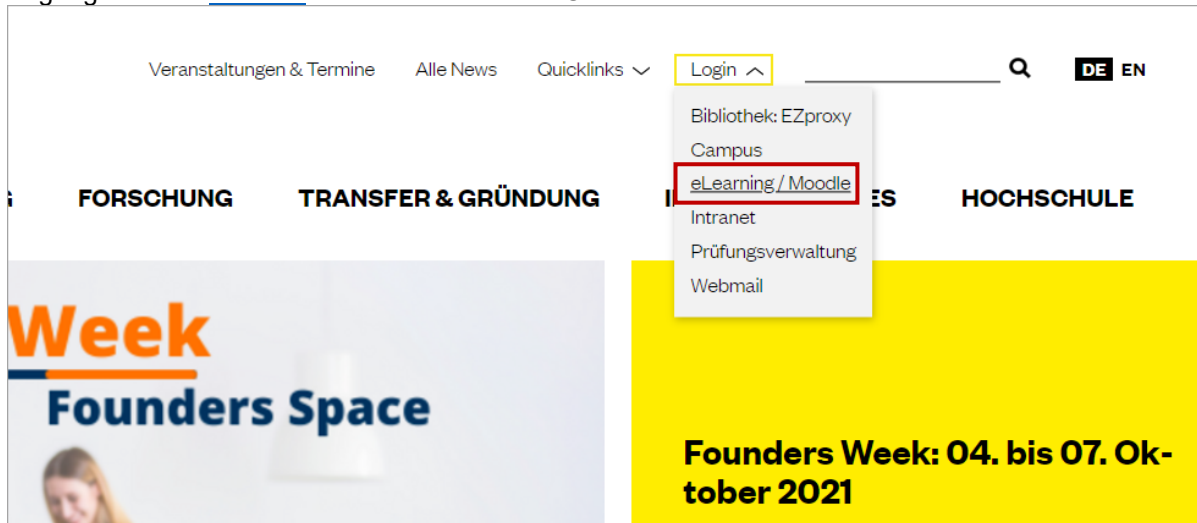 Veranstaltungen & Termine Alle News Quicklinks Login DE EN
Bibliothek: EZproxy
Campus
eLearning / Moodle
FORSCHUNG TRANSFER & GRÜNDUNG ES HOCHSCHULE
Intranet
Prüfungsverwaltung
Webmail
Week
Founders Space
Founders Week: 04. bis 07. Ok-
tober 2021